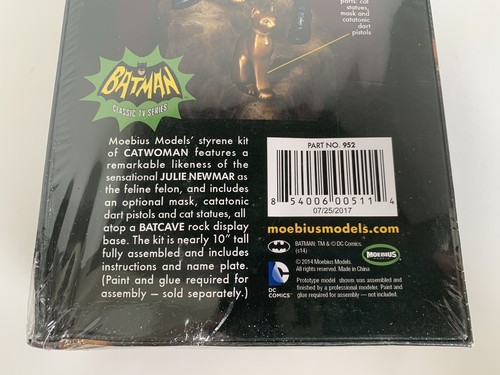 parts: cat
statues,
mask and
catatonic
dart
pistols
BATMAN
CLASSIC TV SERIES
Moebius Models' styrene kit
of CATWOMAN features a
remarkable likeness of the
sensational JULIE NEWMAR as
the feline felon, and includes
an optional mask, catatonic
dart pistols and cat statues, all
atop a BATCAVE rock display
base. The kit is nearly 10" tall
fully assembled and includes
instructions and name plate.
(Paint and glue required for
assembly — sold separately.)
PART NO. 952
8 54006 00511 4
07/25/2017
moebiusmodels.com
BATMAN: TM & © DC Comics.
(s14)
MOEBIUS
MODELS
DC
COMICS™
© 2014 Moebius Models.
All rights reserved. Made in China
Prototype model shown was assembled and
finished by a professional modeler. Paint and
glue required for assembly — not included.